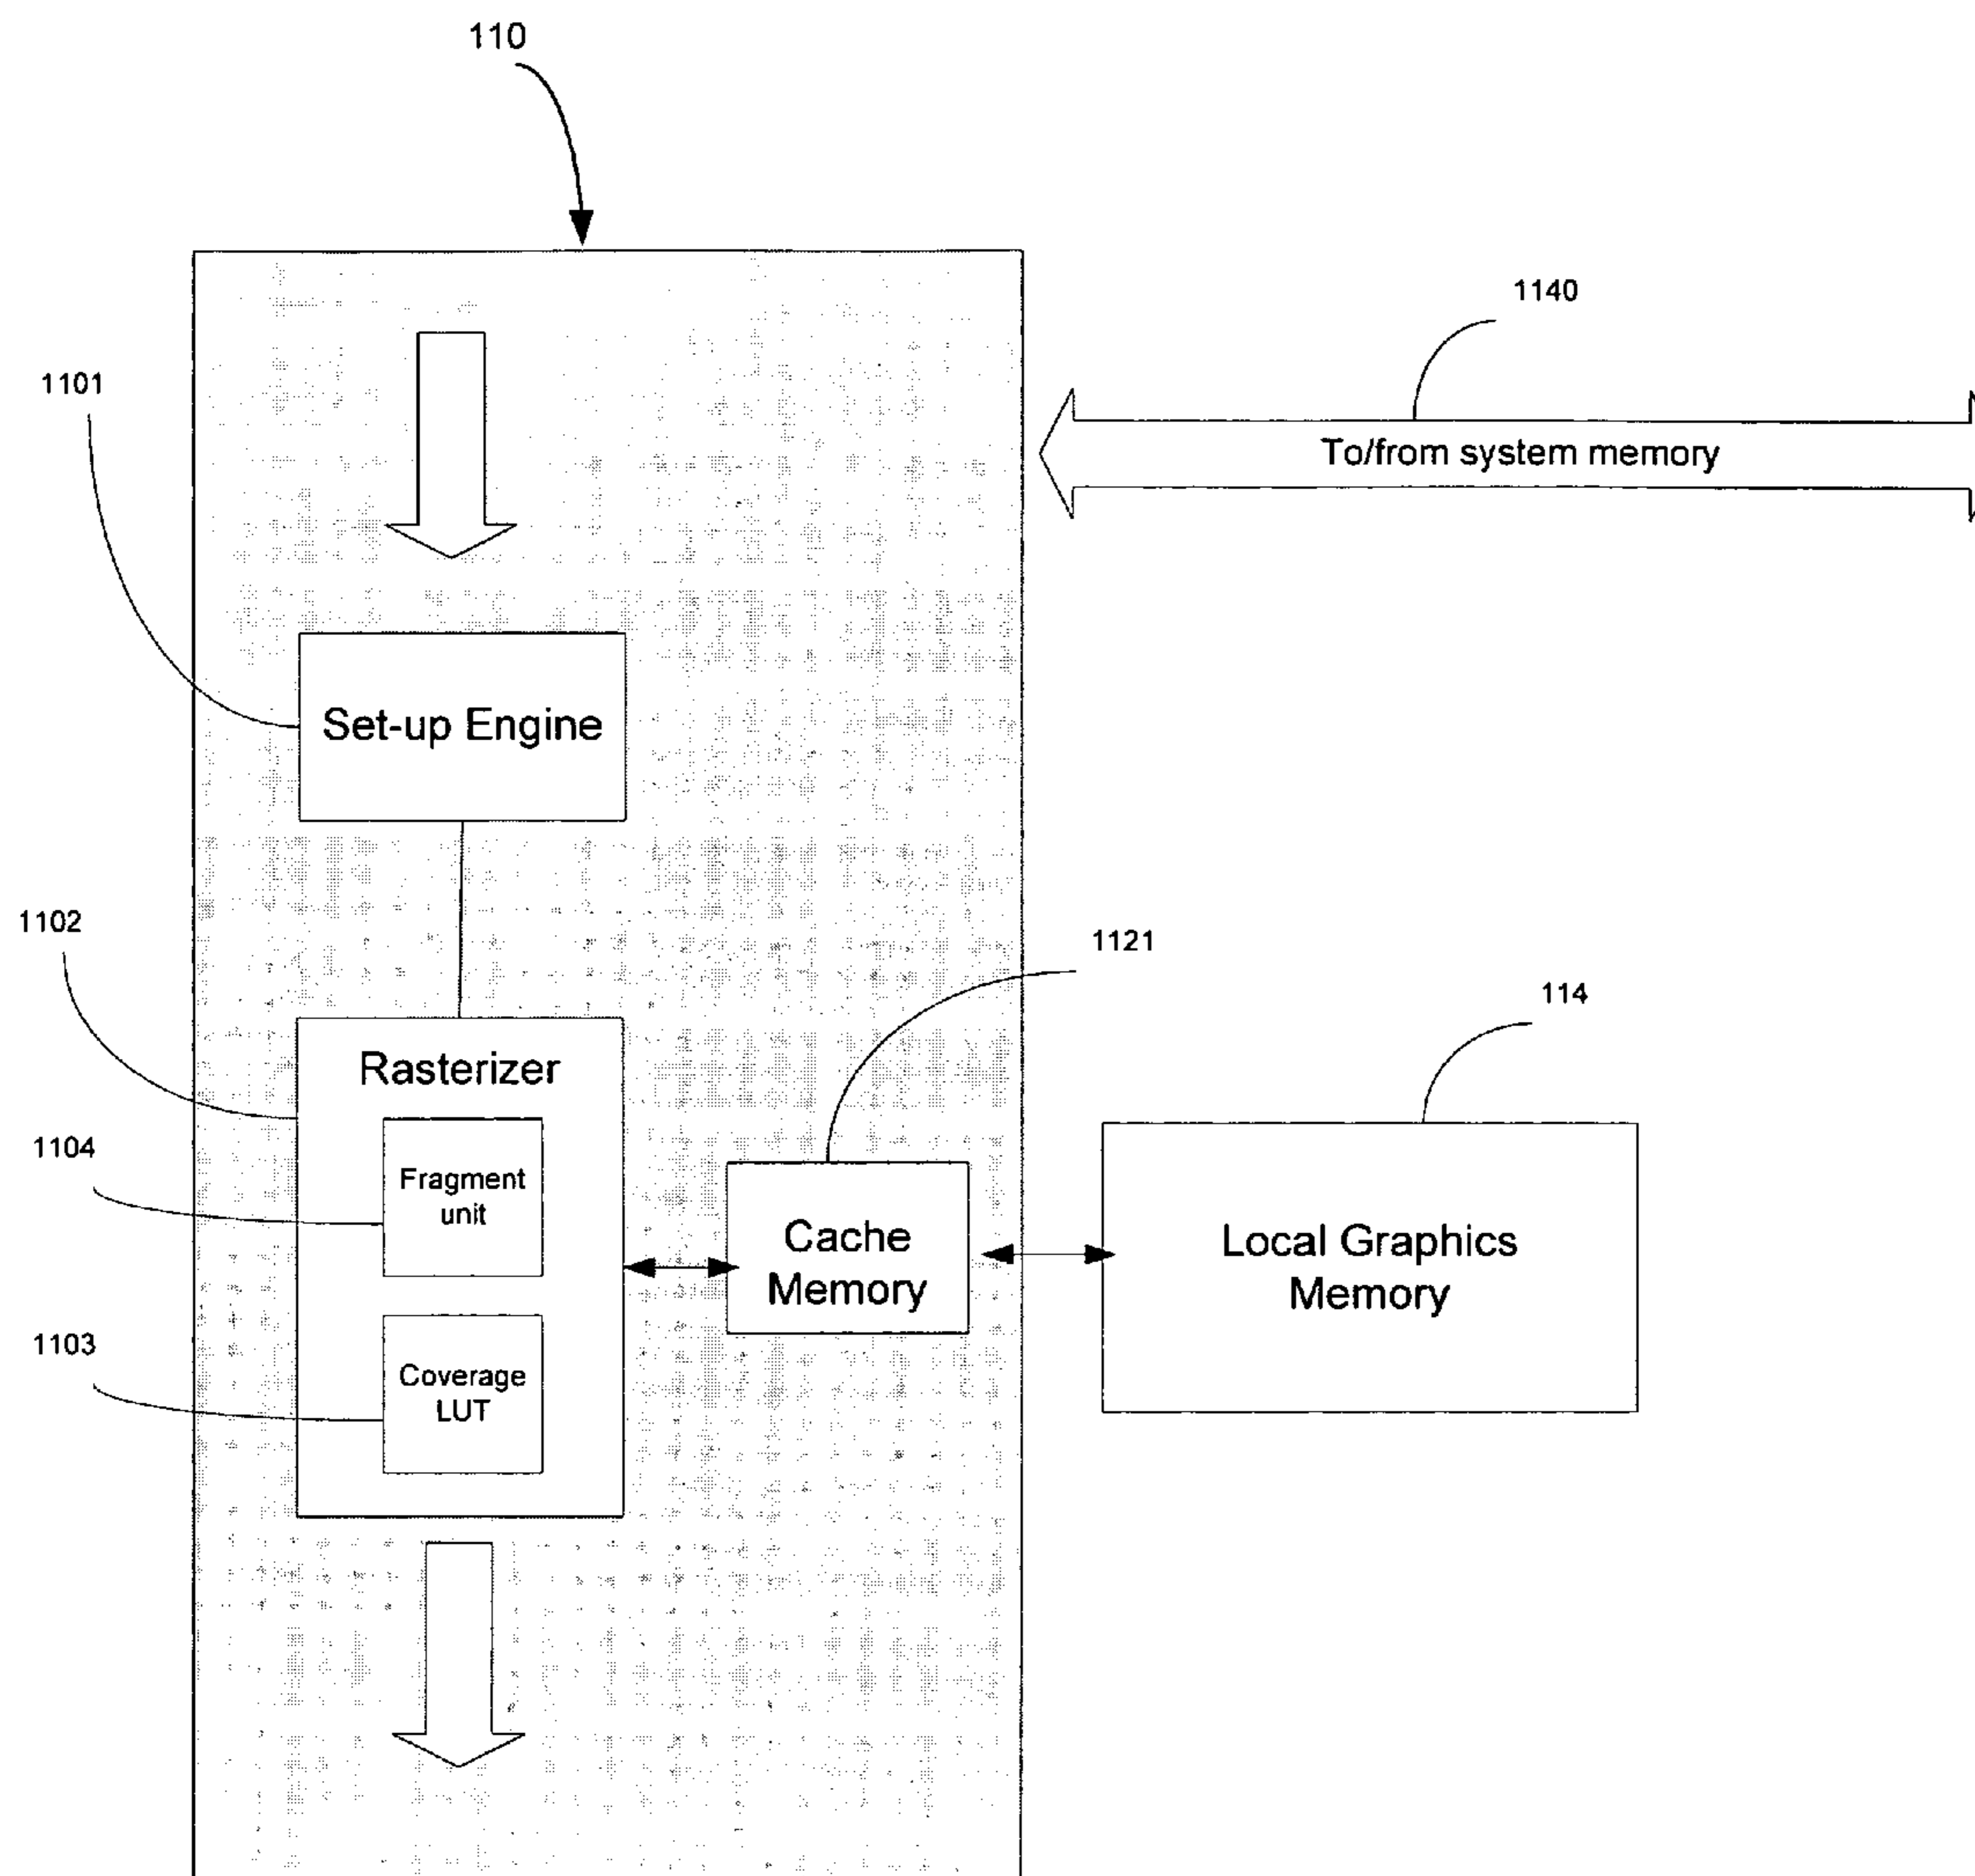 110
1140
To/from system memory
1101
Set-up Engine
1102
1121
114
Rasterizer
1104
Fragment
unit
Cache
Memory
Local Graphics
Memory
1103
Coverage
LUT